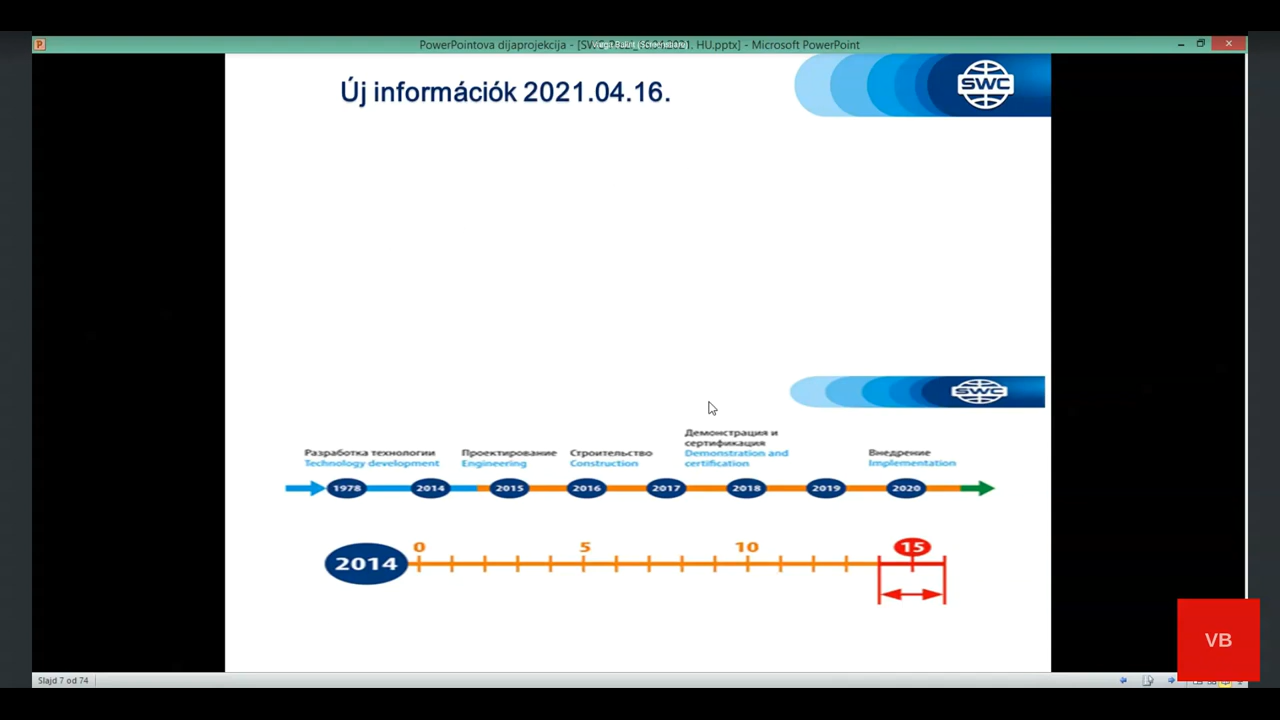 PowerPointova dijaprojekcija - [SWC HU.pptx] - Microsoft PowerPoint
Új információk 2021.04.16.
SWC
SWC
Разработка технологии
Technology development
Проектирование
Engineering
Строительство
Construction
Демонстрация и
сертификация
Demonstration and
certification
Внедрение
Implementation
1978 2014 2015 2016 2017 2018 2019 2020
0 5 10 15
2014
VB
Slajd 7 od 74